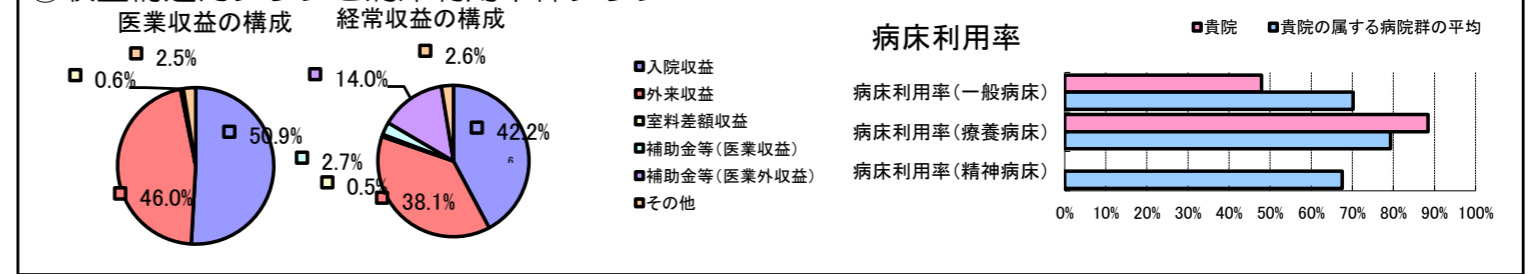 医業収益の構成
2.5%
0.6%
50.9%
46.0%
経常収益の構成
2.6%
14.0%
42.2%
6
2.7%
0.5%
38.1%
入院収益
外来収益
室料差額収益
補助金等(医業収益)
補助金等(医業外収益)
その他
病床利用率
貴院 貴院の属する病院群の平均
病床利用率(一般病床)
病床利用率(療養病床)
病床利用率(精神病床)
0% 10% 20% 30% 40% 50% 60% 70% 80% 90% 100%